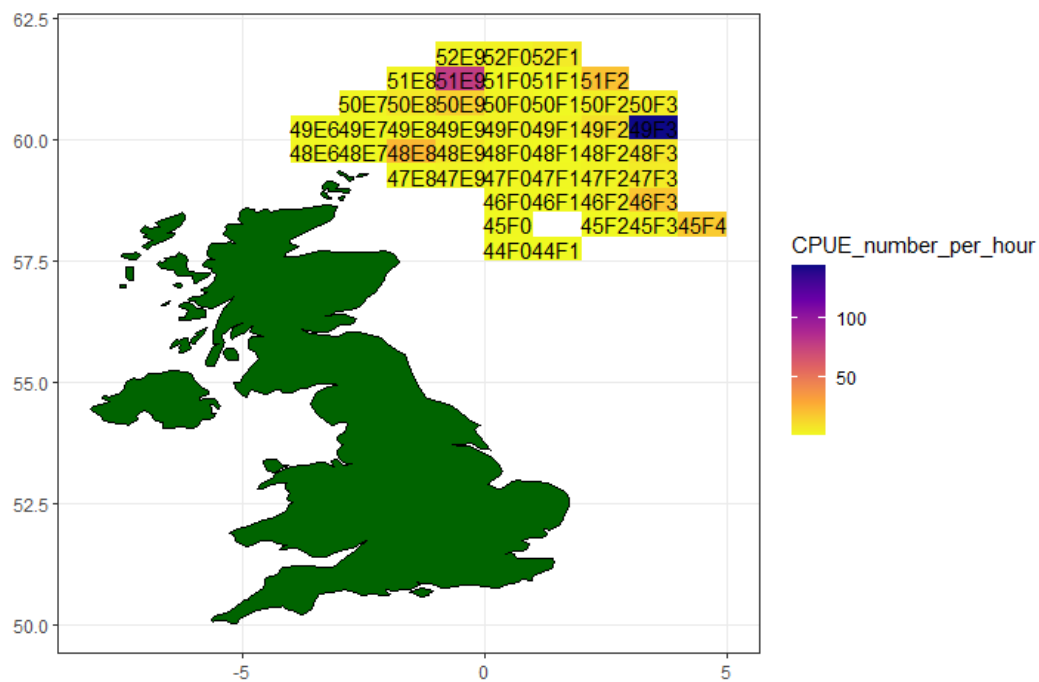 62.5
52E952F052F1
51E851E951F051F151F2
50E750E850E950F050F150F250F3
60.0
49E649E749E849E949F049F149F249F3
48E648E748E848E948F048F148F248F3
47E847E947F047F147F247F3
46F046F146F246F3
45F0 45F245F345F4
57.5
44F044F1
CPUE_number_per_hour
100
50
55.0
52.5
50.0
-5 0 5